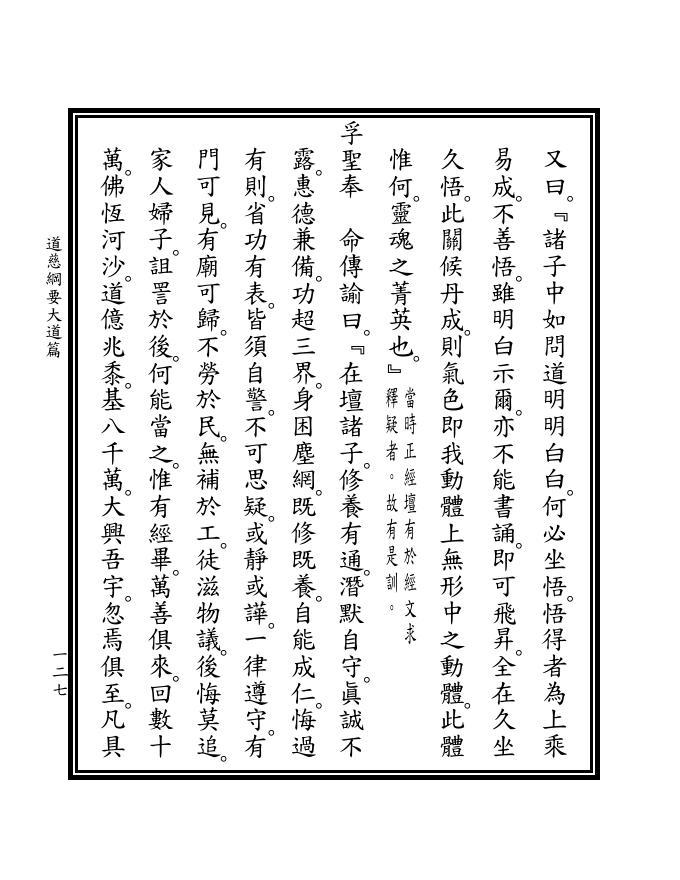 又曰。『諸子中如問道明明白白。何必坐悟。悟得者為上乘
易成。不善悟。雖明白示爾。亦不能書誦。即可飛昇。全在久坐
久悟。此關候丹成。則氣色即我動體上無形中之動體。此體
惟何。靈魂之菁英也。』當時正經壇有於經文求
釋疑者。故有是訓。
孚聖奉　命傳諭曰。『在壇諸子。修養有通。潛默自守。眞誠不
露。惠德兼備。功超三界。身困塵網。既修既養。自能成仁。悔過
有則。省功有表。皆須自警。不可思疑。或靜或譁。一律遵守。有
門可見。有廟可歸。不勞於民。無補於工。徒滋物議。後悔莫追。
家人婦子。詛詈於後。何能當之。惟有經畢。萬善俱來。回數十
萬。佛恆河沙。道億兆黍。基八千萬。大興吾宇。忽焉俱至。凡具
道慈綱要大道篇
一二七